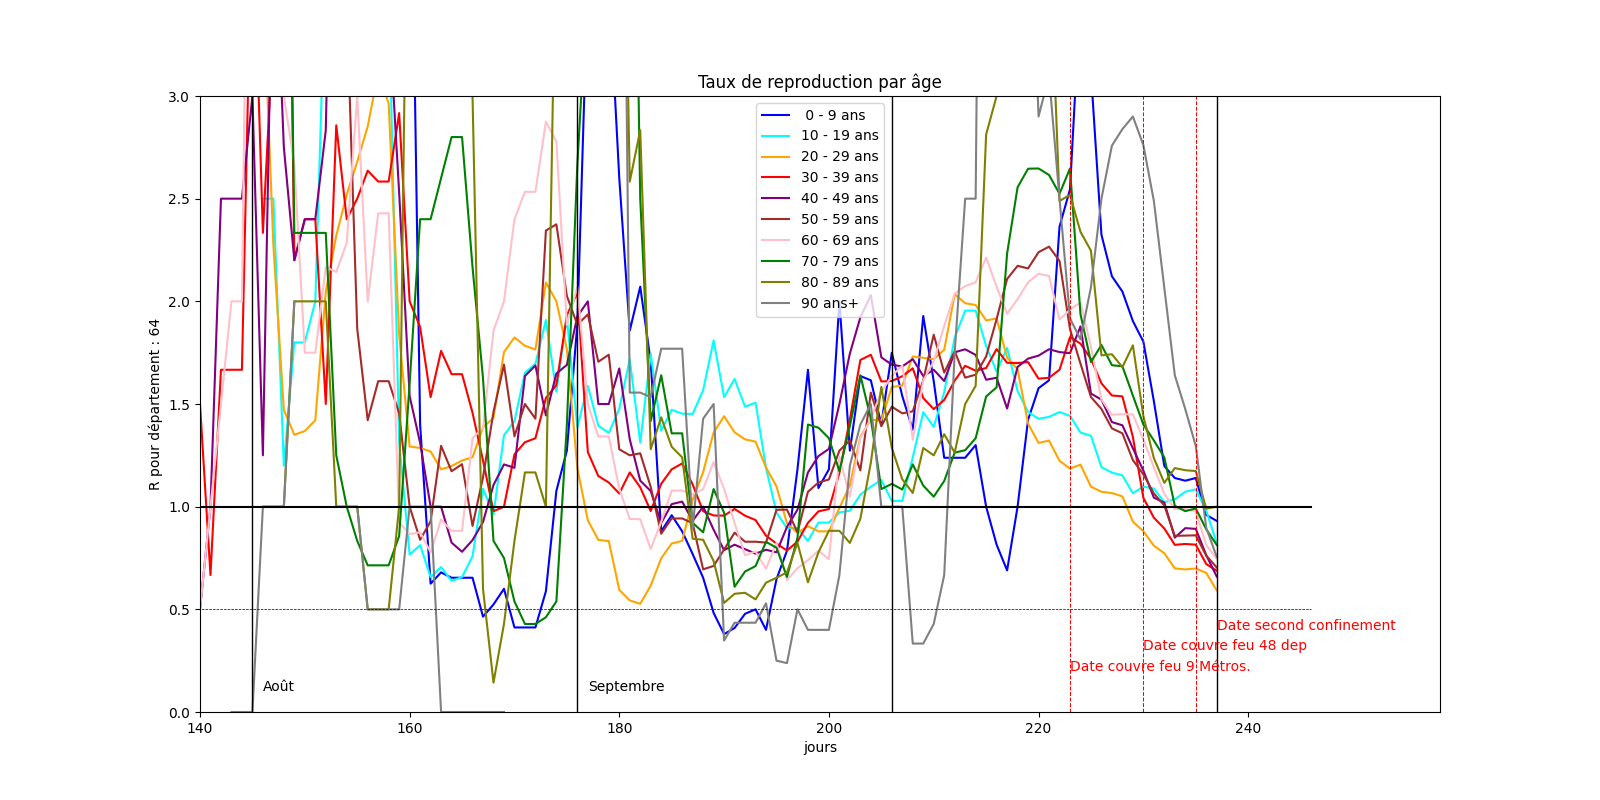 Taux de reproduction par âge
R pour département : 64
3.0
2.5
2.0
1.5
1.0
0.5
0.0
0 - 9 ans
10 - 19 ans
20 - 29 ans
30 - 39 ans
40 - 49 ans
50 - 59 ans
60 - 69 ans
70 - 79 ans
80 - 89 ans
90 ans+
Date second confinement
Date couvre feu 48 dep
Date couvre feu 9 Métros.
Août
Septembre
140
160
180
200
220
240
jours